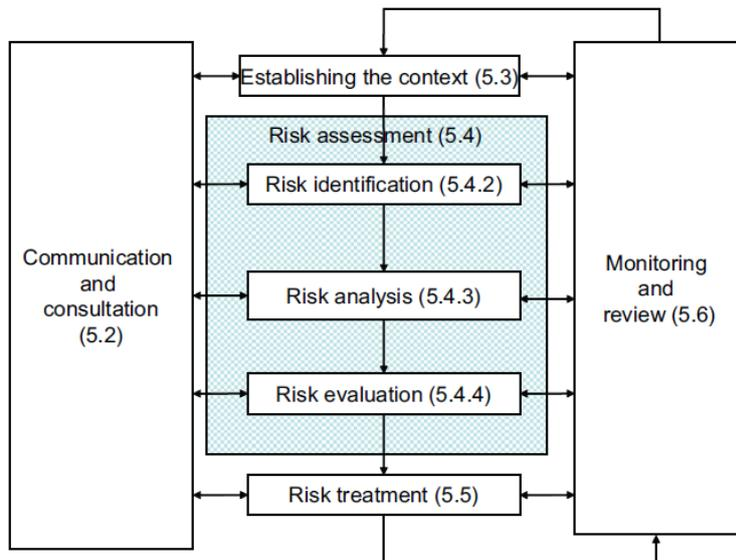 Establishing the context (5.3)
Risk assessment (5.4)
Risk identification (5.4.2)
Communication
and
consultation
(5.2)
Risk analysis (5.4.3)
Monitoring
and
review (5.6)
Risk evaluation (5.4.4)
Risk treatment (5.5)